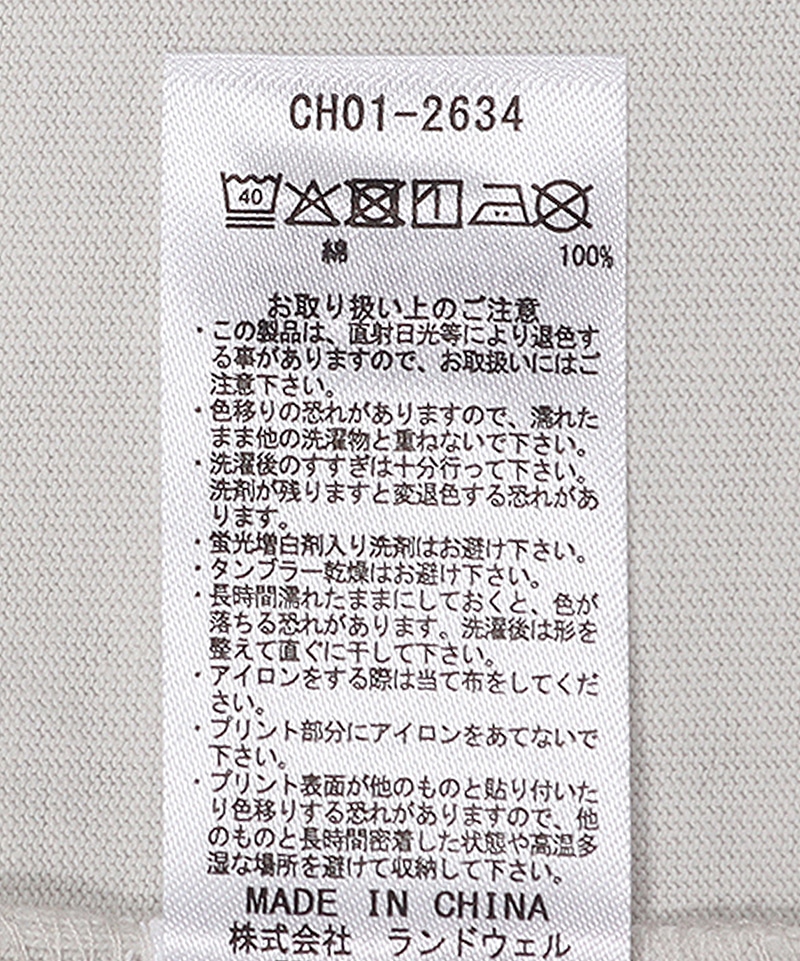 CH01-2634
40
綿 100%
お取り扱い上のご注意
・この製品は、直射日光等により退色す
る事がありますので、お取扱いにはご
注意下さい。
・色移りの恐れがありますので、濡れた
まま他の洗濯物と重ねないで下さい。
・洗濯後のすすぎは十分行って下さい。
洗剤が残りますと変退色する恐れがあ
ります。
・蛍光増白剤入り洗剤はお避け下さい。
・タンブラー乾燥はお避け下さい。
・長時間濡れたままにしておくと、色が
落ちる恐れがあります。洗濯後は形を
整えて直ぐに干して下さい。
・アイロンをする際は当て布をしてくだ
さい。
・プリント部分にアイロンをあてないで
下さい。
・プリント表面が他のものと貼り付いた
り色移りする恐れがありますので、他
のものと長時間密着した状態や高温多
湿な場所を避けて収納して下さい。
MADE IN CHINA
株式会社 ランドウェル